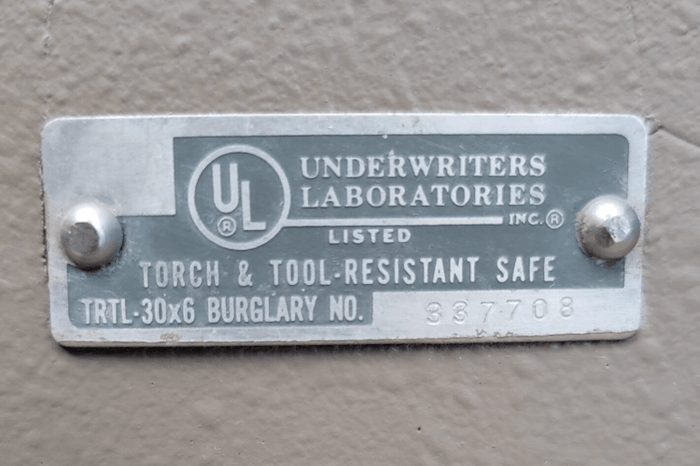 UL ®
UNDERWRITERS
LABORATORIES
INC.®
LISTED
TORCH & TOOL-RESISTANT SAFE
TRTL-30x6 BURGLARY NO. 337708